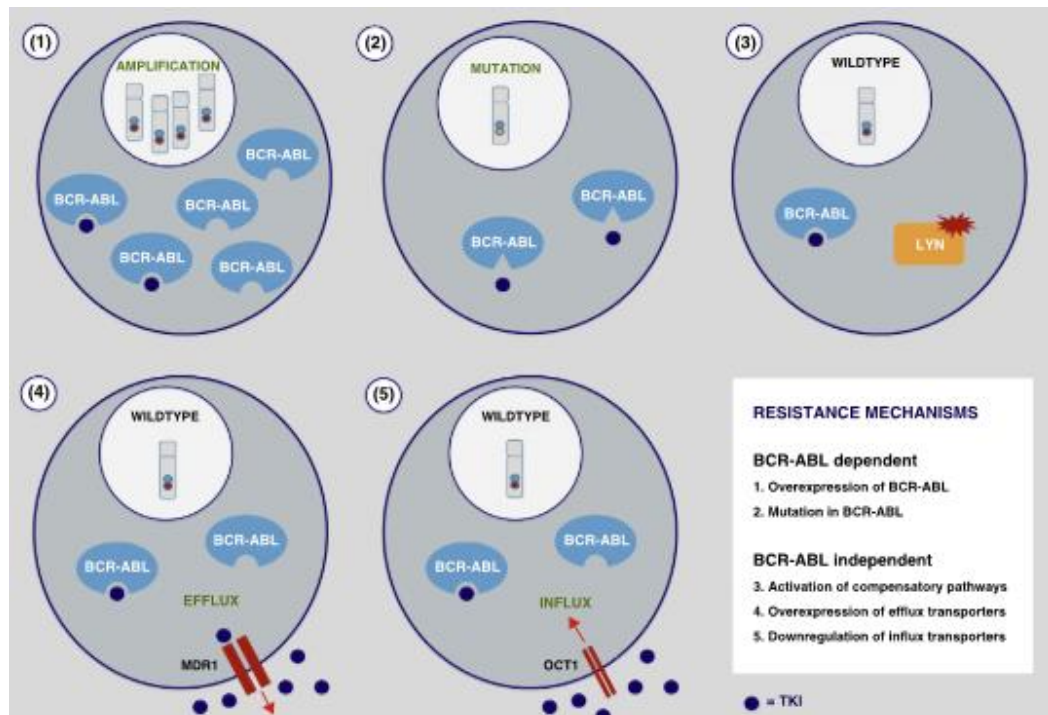 (1)
AMPLIFICATION
BCR-ABL
BCR-ABL
BCR-ABL
BCR-ABL
BCR-ABL
(2)
MUTATION
BCR-ABL
BCR-ABL
(3)
WILDTYPE
BCR-ABL
LYN
(4)
WILDTYPE
BCR-ABL
BCR-ABL
EFFLUX
MDR1
(5)
WILDTYPE
BCR-ABL
BCR-ABL
INFLUX
OCT1
RESISTANCE MECHANISMS
BCR-ABL dependent
1. Overexpression of BCR-ABL
2. Mutation in BCR-ABL
BCR-ABL independent
3. Activation of compensatory pathways
4. Overexpression of efflux transporters
5. Downregulation of influx transporters
= TKI